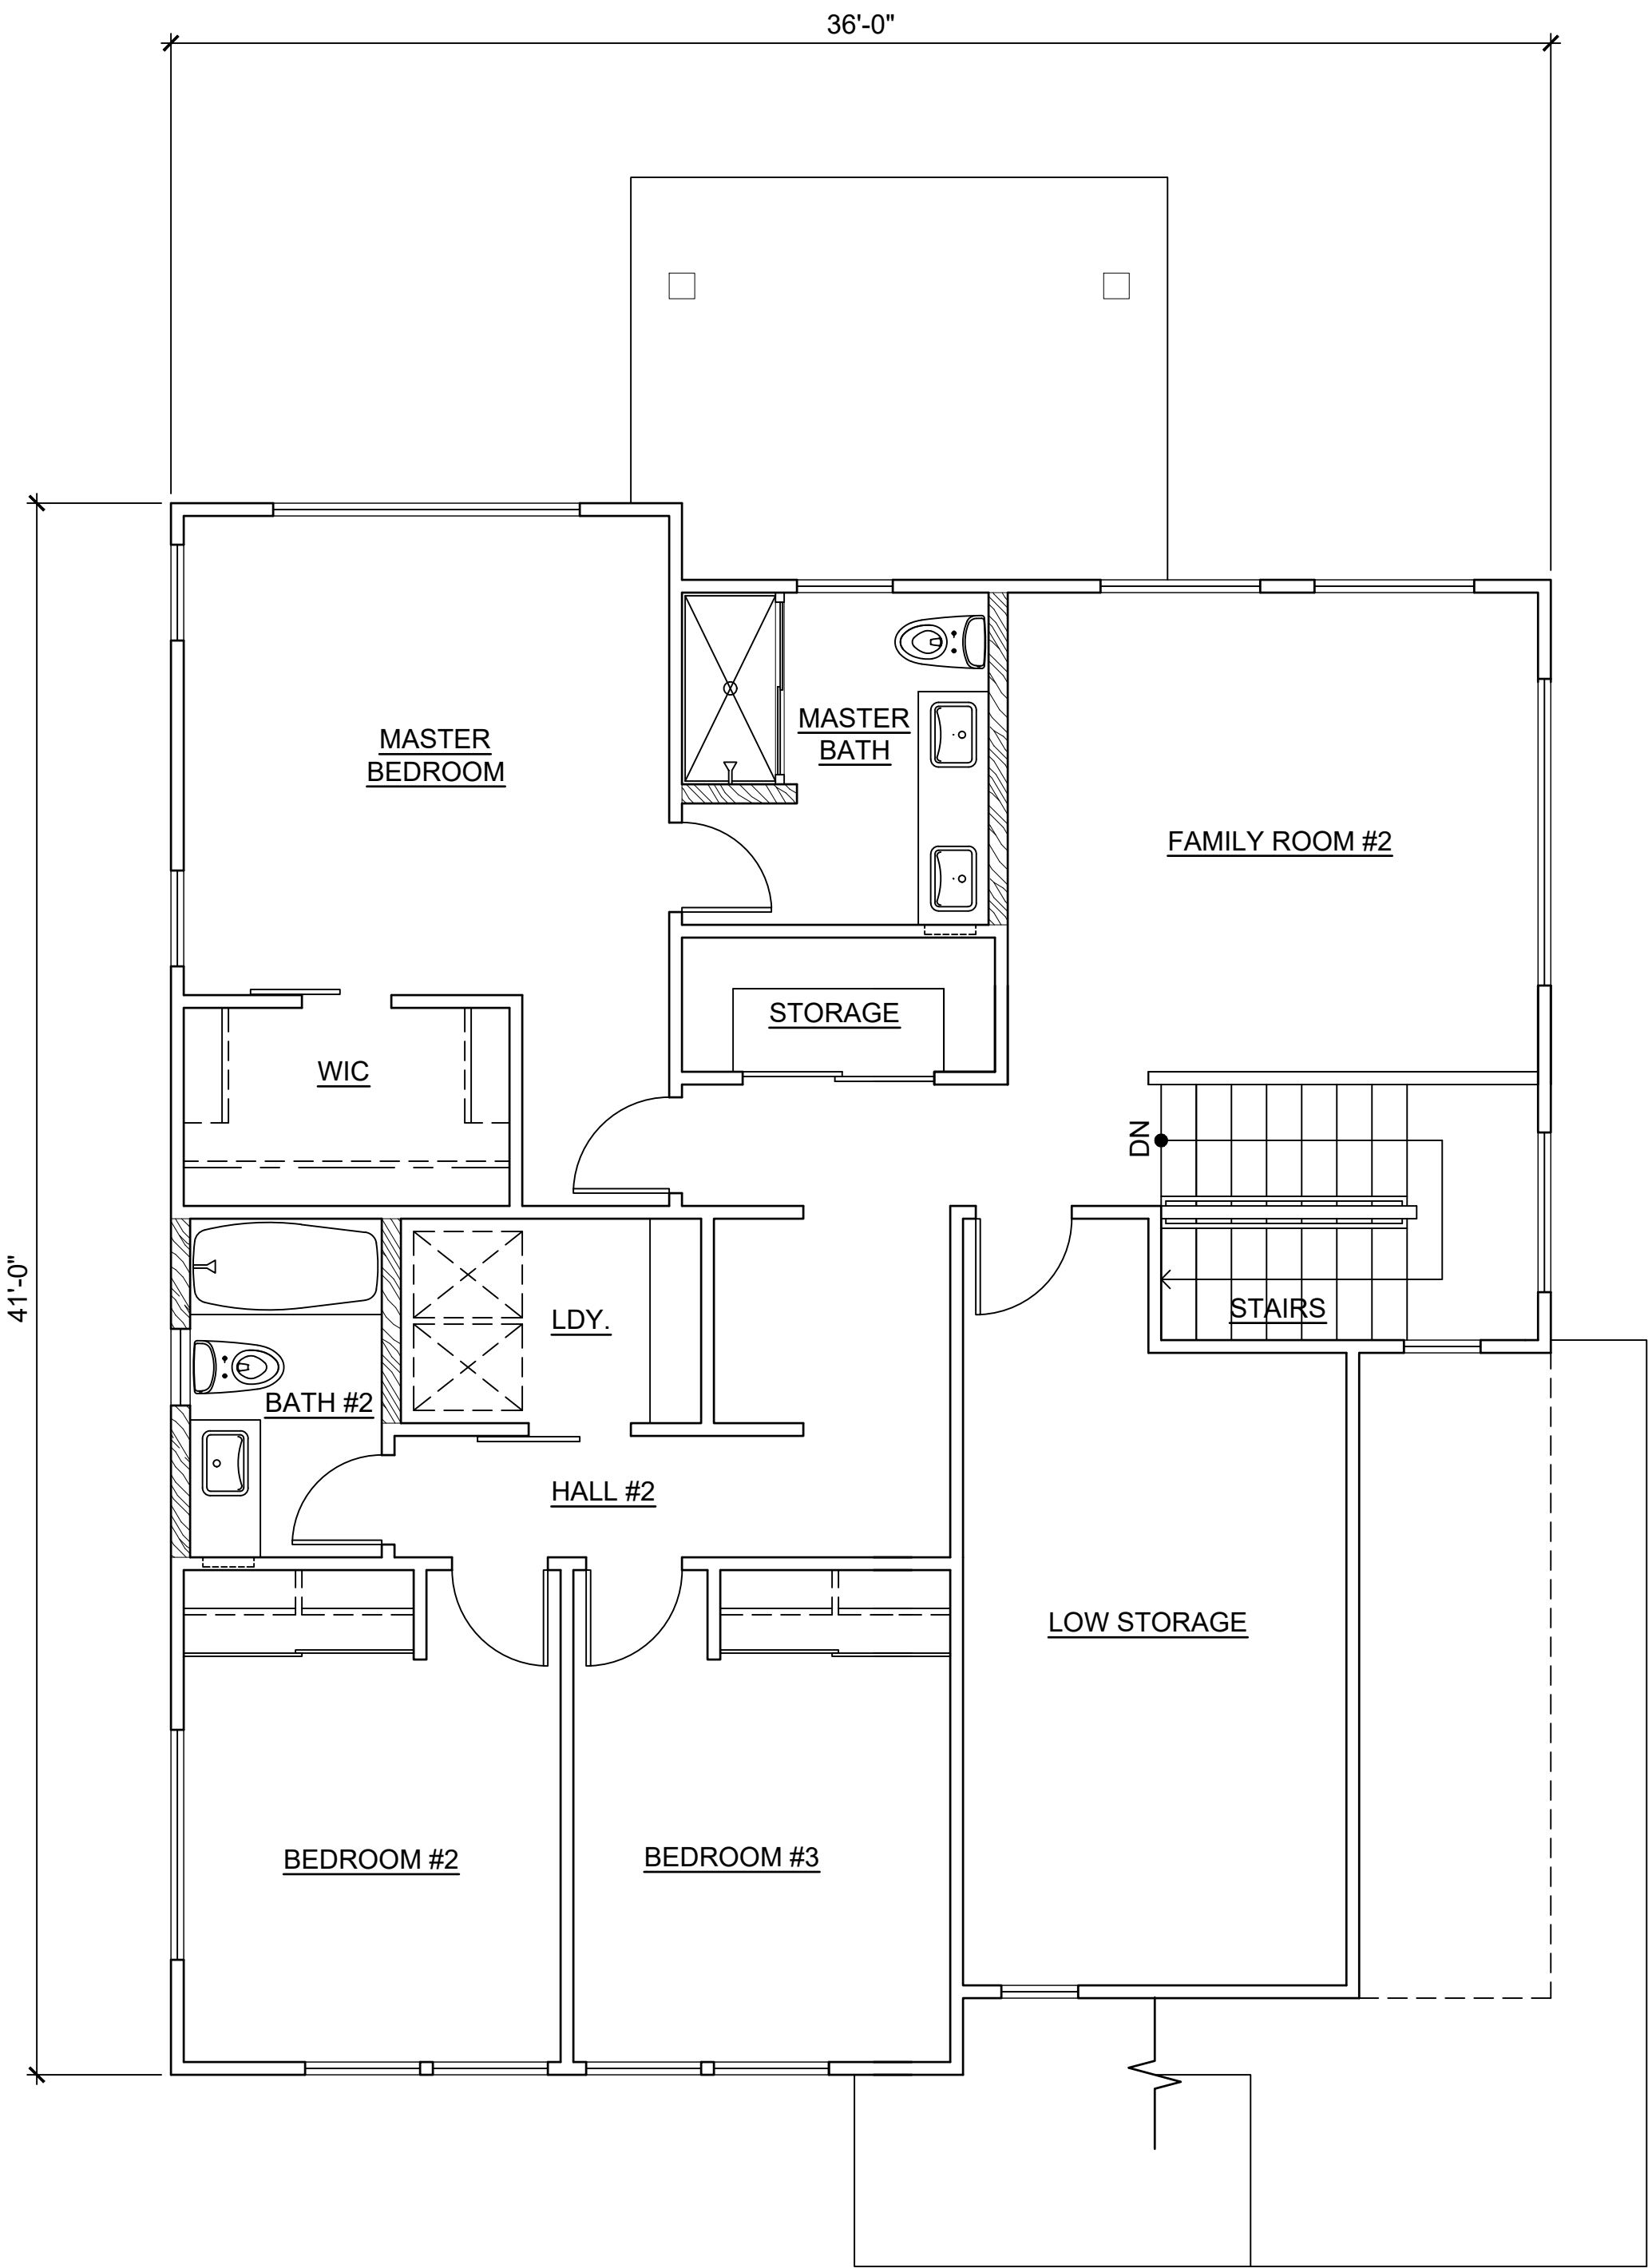 36'-0"
MASTER
BEDROOM
MASTER
BATH
FAMILY ROOM #2
STORAGE
WIC
DN
41'-0"
LDY.
STAIRS
BATH #2
HALL #2
LOW STORAGE
BEDROOM #2
BEDROOM #3